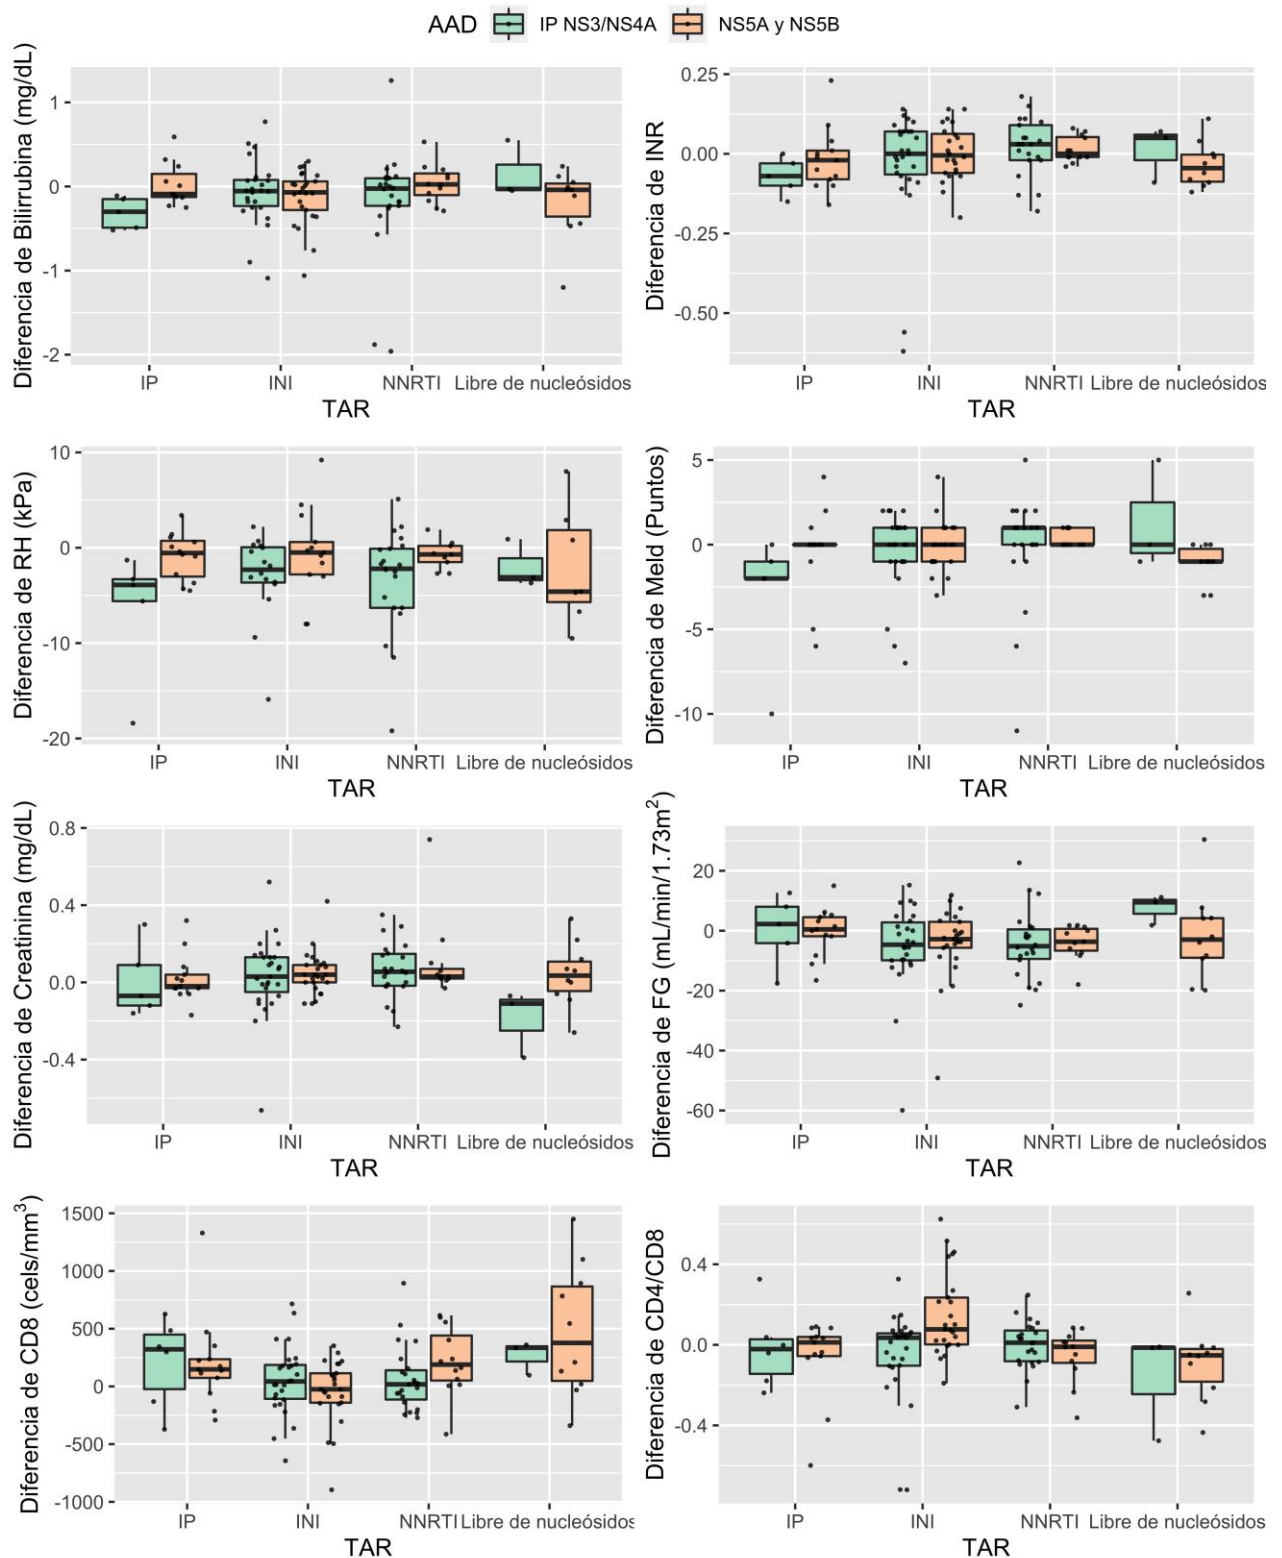 AAD IP NS3/NS4A NS5A y NS5B
Diferencia de Bilirrubina (mg/dL)
1
0
-1
-2
IP INI NNRTI Libre de nucleósidos
TAR
Diferencia de INR
0.25
0.00
-0.25
-0.50
IP INI NNRTI Libre de nucleósidos
TAR
Diferencia de RH (kPa)
10
0
-10
-20
IP INI NNRTI Libre de nucleósidos
TAR
Diferencia de Meld (Puntos)
5
0
-5
-10
IP INI NNRTI Libre de nucleósidos
TAR
Diferencia de Creatinina (mg/dL)
0.8
0.4
0.0
-0.4
IP INI NNRTI Libre de nucleósidos
TAR
Diferencia de FG (mL/min/1.73m²)
20
0
-20
-40
-60
IP INI NNRTI Libre de nucleósidos
TAR
Diferencia de CD8 (cels/mm³)
1500
1000
500
0
-500
-1000
IP INI NNRTI Libre de nucleósidos
TAR
Diferencia de CD4/CD8
0.4
0.0
-0.4
IP INI NNRTI Libre de nucleósidos
TAR